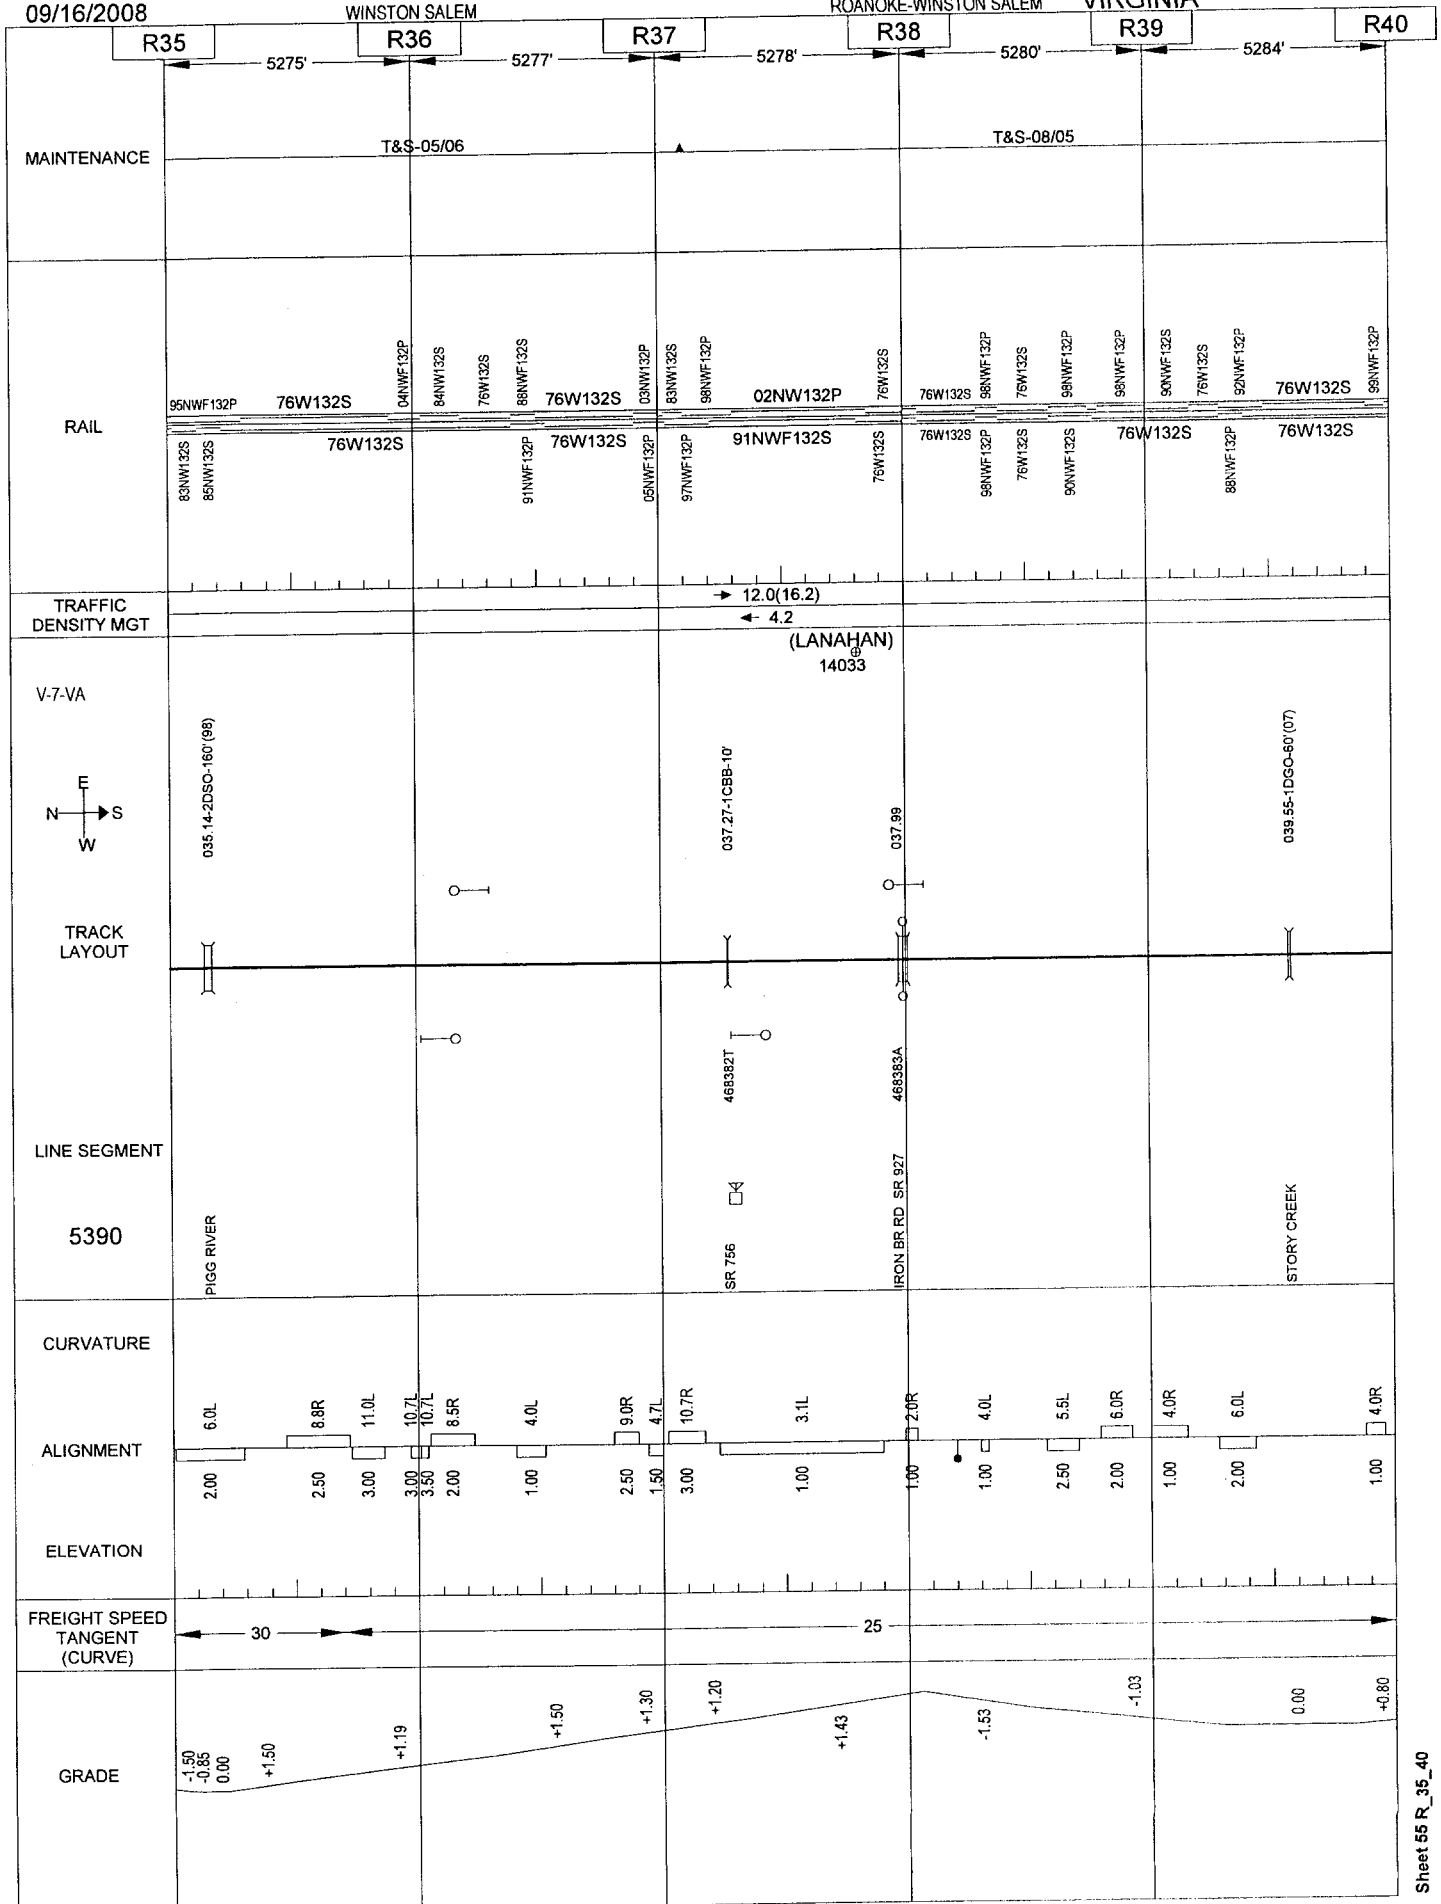 09/16/2008 WINSTON SALEM ROANOKE-WINSTON SALEM VIRGINIA
R35 R36 R37 R38 R39 R40
5275' 5277' 5278' 5280' 5284'
MAINTENANCE T&S-05/06 T&S-08/05
RAIL
95NWF132P 76W132S 04NWF132P 84NW132S 76W132S 88NWF132S 76W132S 03NW132P 83NW132S 98NWF132P 02NW132P 76W132S 76W132S 98NWF132P 76W132S 98NWF132P 98NWF132P 90NWF132S 76W132S 92NWF132P 76W132S 99NWF132P
83NW132S 85NW132S 76W132S 91NWF132P 76W132S 05NWF132P 97NWF132P 91NWF132S 76W132S 76W132S 98NWF132P 76W132S 90NWF132S 76W132S 88NWF132P 76W132S
TRAFFIC
DENSITY MGT
12.0(16.2)
4.2
(LANAHAN)
14033
V-7-VA
035.14-2DSO-160'(98) 037.27-1CBB-10' 037.99 039.55-1DGO-60'(07)
E
N S
W
TRACK
LAYOUT
468382T 468383A
LINE SEGMENT
5390
PIGG RIVER SR 756 IRON BR RD SR 927 STORY CREEK
CURVATURE
6.0L 8.8R 11.0L 10.7L 10.7L 8.5R 4.0L 9.0R 4.7L 10.7R 3.1L 2.0R 4.0L 5.5L 6.0R 4.0R 6.0L 4.0R
ALIGNMENT
2.00 2.50 3.00 3.00 3.50 2.00 1.00 2.50 1.50 3.00 1.00 1.00 1.00 2.50 2.00 1.00 2.00 1.00
ELEVATION
FREIGHT SPEED
TANGENT
(CURVE)
30 25
GRADE
-1.50 -0.85 0.00 +1.50 +1.19 +1.50 +1.30 +1.20 +1.43 -1.53 -1.03 0.00 +0.80
Sheet 55 R_35_40